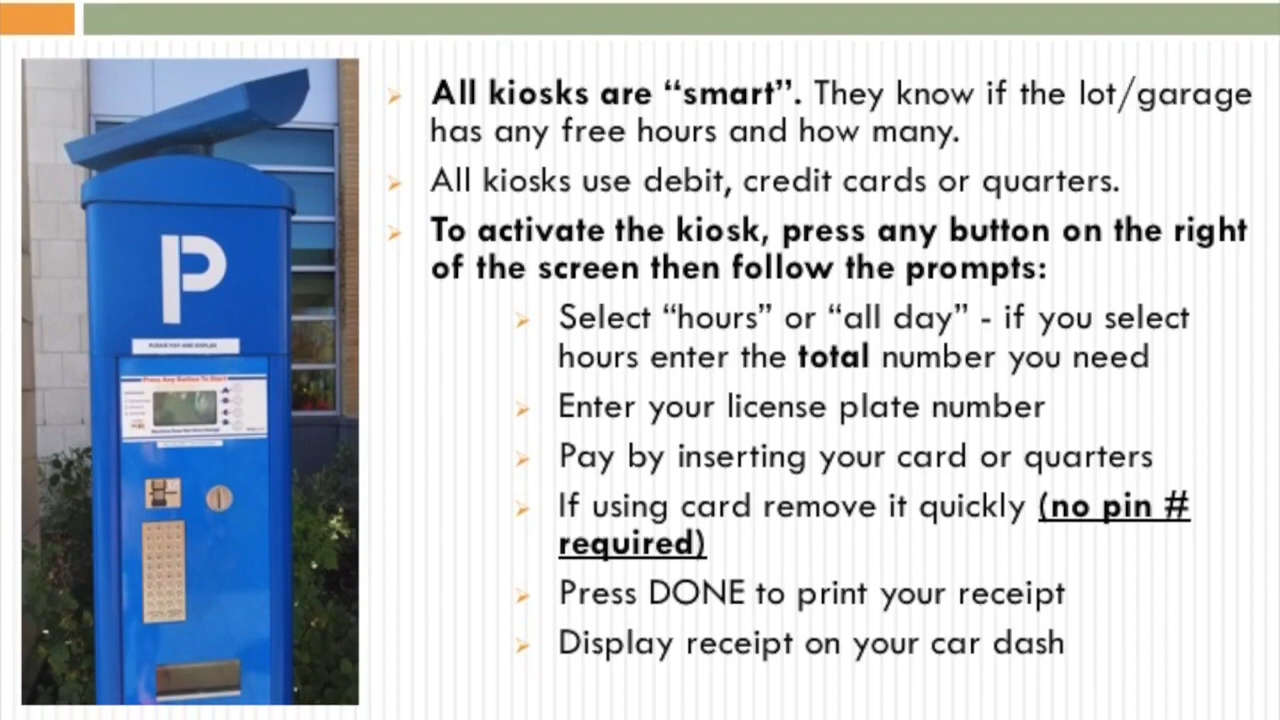 All kiosks are “smart”. They know if the lot/garage
has any free hours and how many.
All kiosks use debit, credit cards or quarters.
To activate the kiosk, press any button on the right
of the screen then follow the prompts:
Select “hours” or “all day” - if you select
hours enter the total number you need
Enter your license plate number
Pay by inserting your card or quarters
If using card remove it quickly (no pin #
required)
Press DONE to print your receipt
Display receipt on your car dash
P
PLEASE PAY AND DISPLAY
Press Any Button To Start